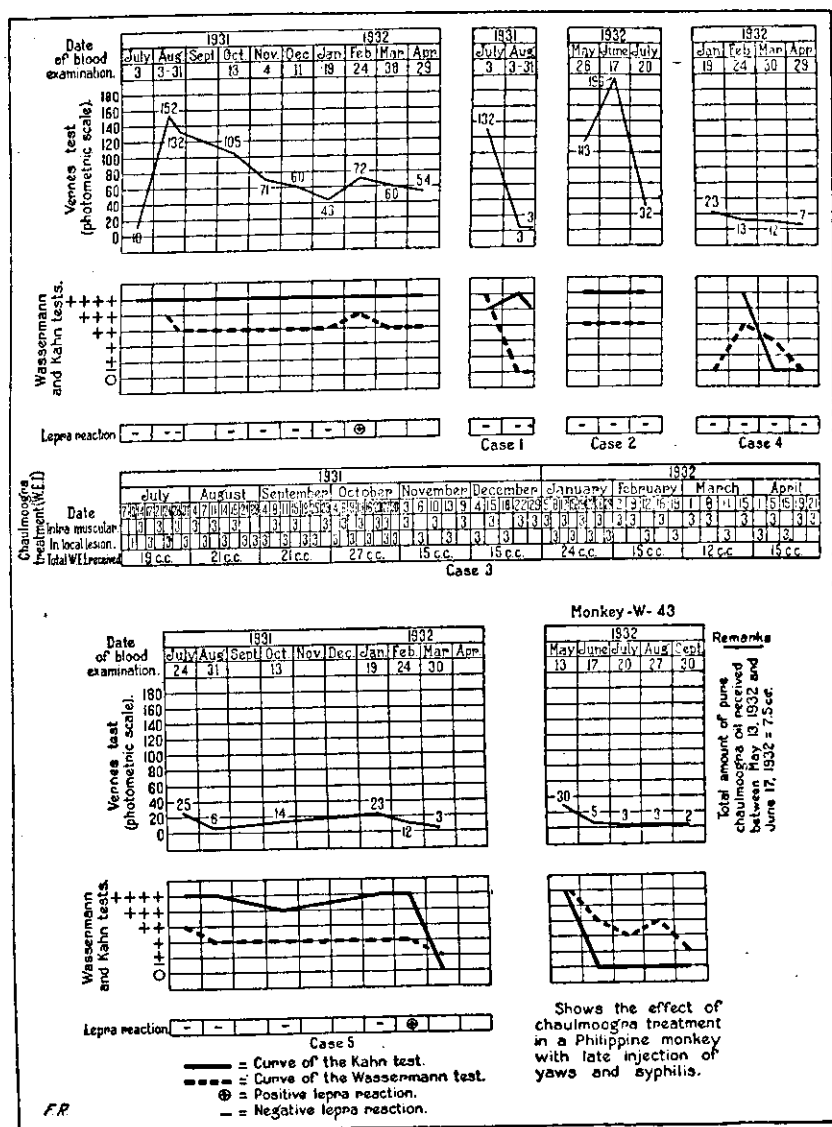 Date of blood examination.
1931 1932
July Aug. Sept Oct. Nov. Dec Jan Feb Mar Apr.
3 3-31 13 4 11 19 24 38 29
1931
July Aug
3 3-31
1932
May June July
26 17 20
1932
Jan Feb Mar Apr.
19 24 30 29
Vernes test (photometric scale).
180
160
140
120
100
80
60
40
20
0
10 152 132 105 71 60 43 72 60 54
132 3 3
113 32
23 13 12 7
Wassermann and Kahn tests.
++++
+++
++
+
±
0
Lepra reaction
- - - - - - - ⊕
- -
- - -
- - - -
Case 1 Case 2 Case 4
Chaulmoogra treatment (W.E.I)
1931 1932
July August September October November December January February March April
Date
Intra muscular.
In local lesion.
Total W.E.I. received
19 c.c. 21 c.c. 21 c.c. 27 c.c. 15 c.c. 15 c.c. 24 c.c. 15 c.c. 12 c.c. 15 c.c.
Case 3
Date of blood examination.
1931 1932
July Aug Sept Oct. Nov. Dec. Jan Feb. Mar Apr.
24 31 13 19 24 30
Vernes test (photometric scale).
180
160
140
120
100
80
60
40
20
0
25 6 14 23 12 3
Wassermann and Kahn tests.
++++
+++
++
+
±
0
Lepra reaction.
- - - - ⊕
Case 5
Monkey -W- 43
1932
May June July Aug Sept.
13 17 20 27 30
30 5 3 3 2
Remarks
Total amount of pure
chaulmoogra oil received
between May 13, 1932 and
June 17, 1932 = 7.5 cc.
Shows the effect of
chaulmoogra treatment
in a Philippine monkey
with late injection of
yaws and syphilis.
= Curve of the Kahn test.
= Curve of the Wassermann test.
⊕ = Positive lepra reaction.
— = Negative lepra reaction.
F.R.